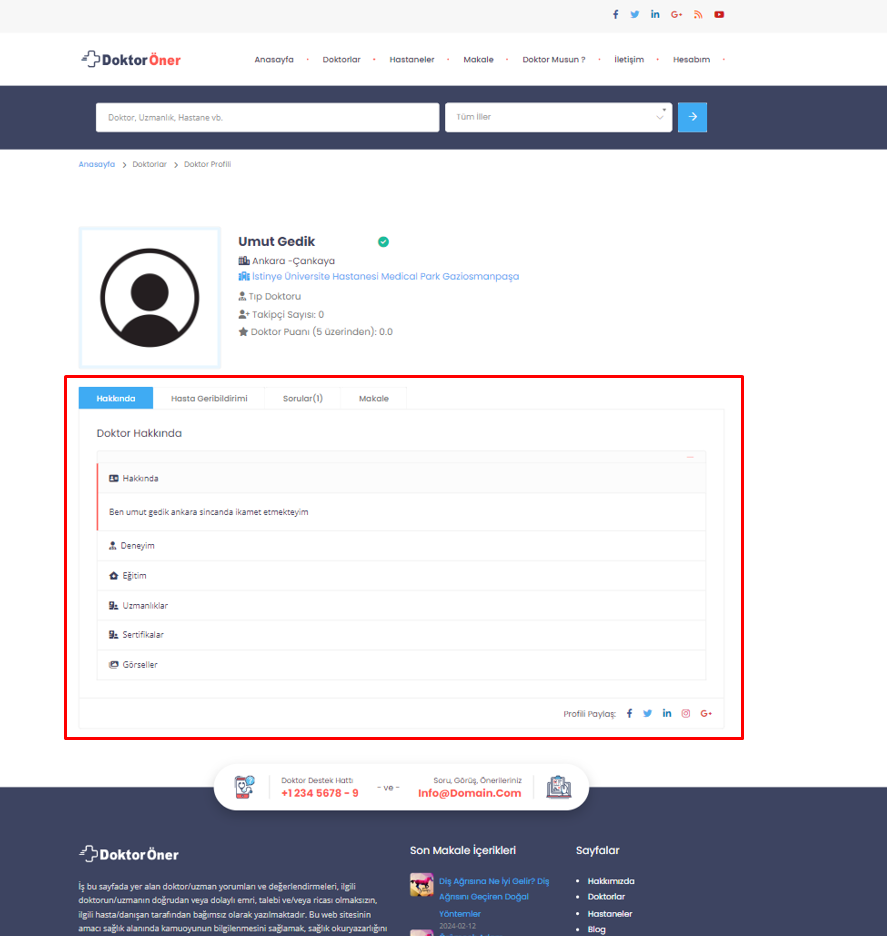 DoktorÖner
Anasayfa
Doktorlar
Hastaneler
Makale
Doktor Musun ?
İletişim
Hesabım
Doktor, Uzmanlık, Hastane vb.
Tüm İller
Anasayfa > Doktorlar > Doktor Profili
Umut Gedik
Ankara -Çankaya
İstinye Üniversite Hastanesi Medical Park Gaziosmanpaşa
Tıp Doktoru
Takipçi Sayısı: 0
Doktor Puanı (5 üzerinden): 0.0
Hakkında
Hasta Geribildirimi
Sorular(1)
Makale
Doktor Hakkında
Hakkında
Ben umut gedik ankara sincanda ikamet etmekteyim
Deneyim
Eğitim
Uzmanlıklar
Sertifikalar
Görseller
Profili Paylaş:
Doktor Destek Hattı
+1 234 5678 - 9
- ve -
Soru, Görüş, Önerileriniz
Info@Domain.Com
DoktorÖner
İş bu sayfada yer alan doktor/uzman yorumları ve değerlendirmeleri, ilgili
doktorun/uzmanın doğrudan veya dolaylı emri, talebi ve/veya ricası olmaksızın,
ilgili hasta/danışan tarafından bağımsız olarak yazılmaktadır. Bu web sitesinin
amacı sağlık alanında kamuoyunun bilgilenmesini sağlamak, sağlık okuryazarlığını
Son Makale İçerikleri
Diş Ağrısına Ne İyi Gelir? Diş
Ağrısını Geçiren Doğal
Yöntemler
2024-02-12
Sayfalar
Hakkımızda
Doktorlar
Hastaneler
Blog